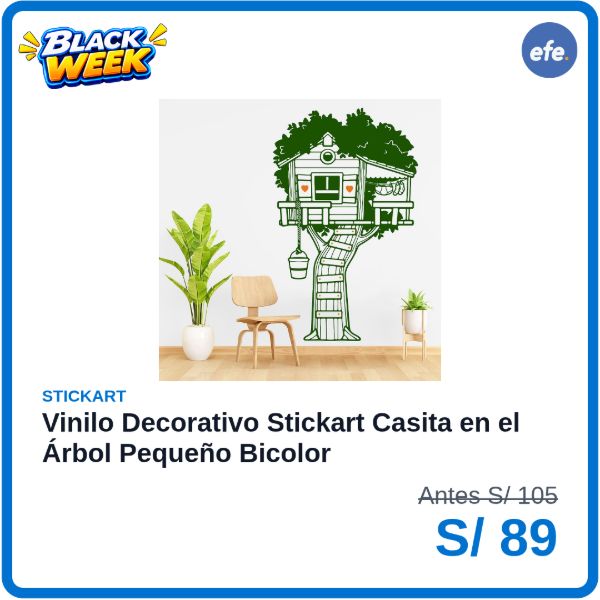 BLACK
WEEK
efe.
STICKART
Vinilo Decorativo Stickart Casita en el
Árbol Pequeño Bicolor
Antes S/ 105
S/ 89